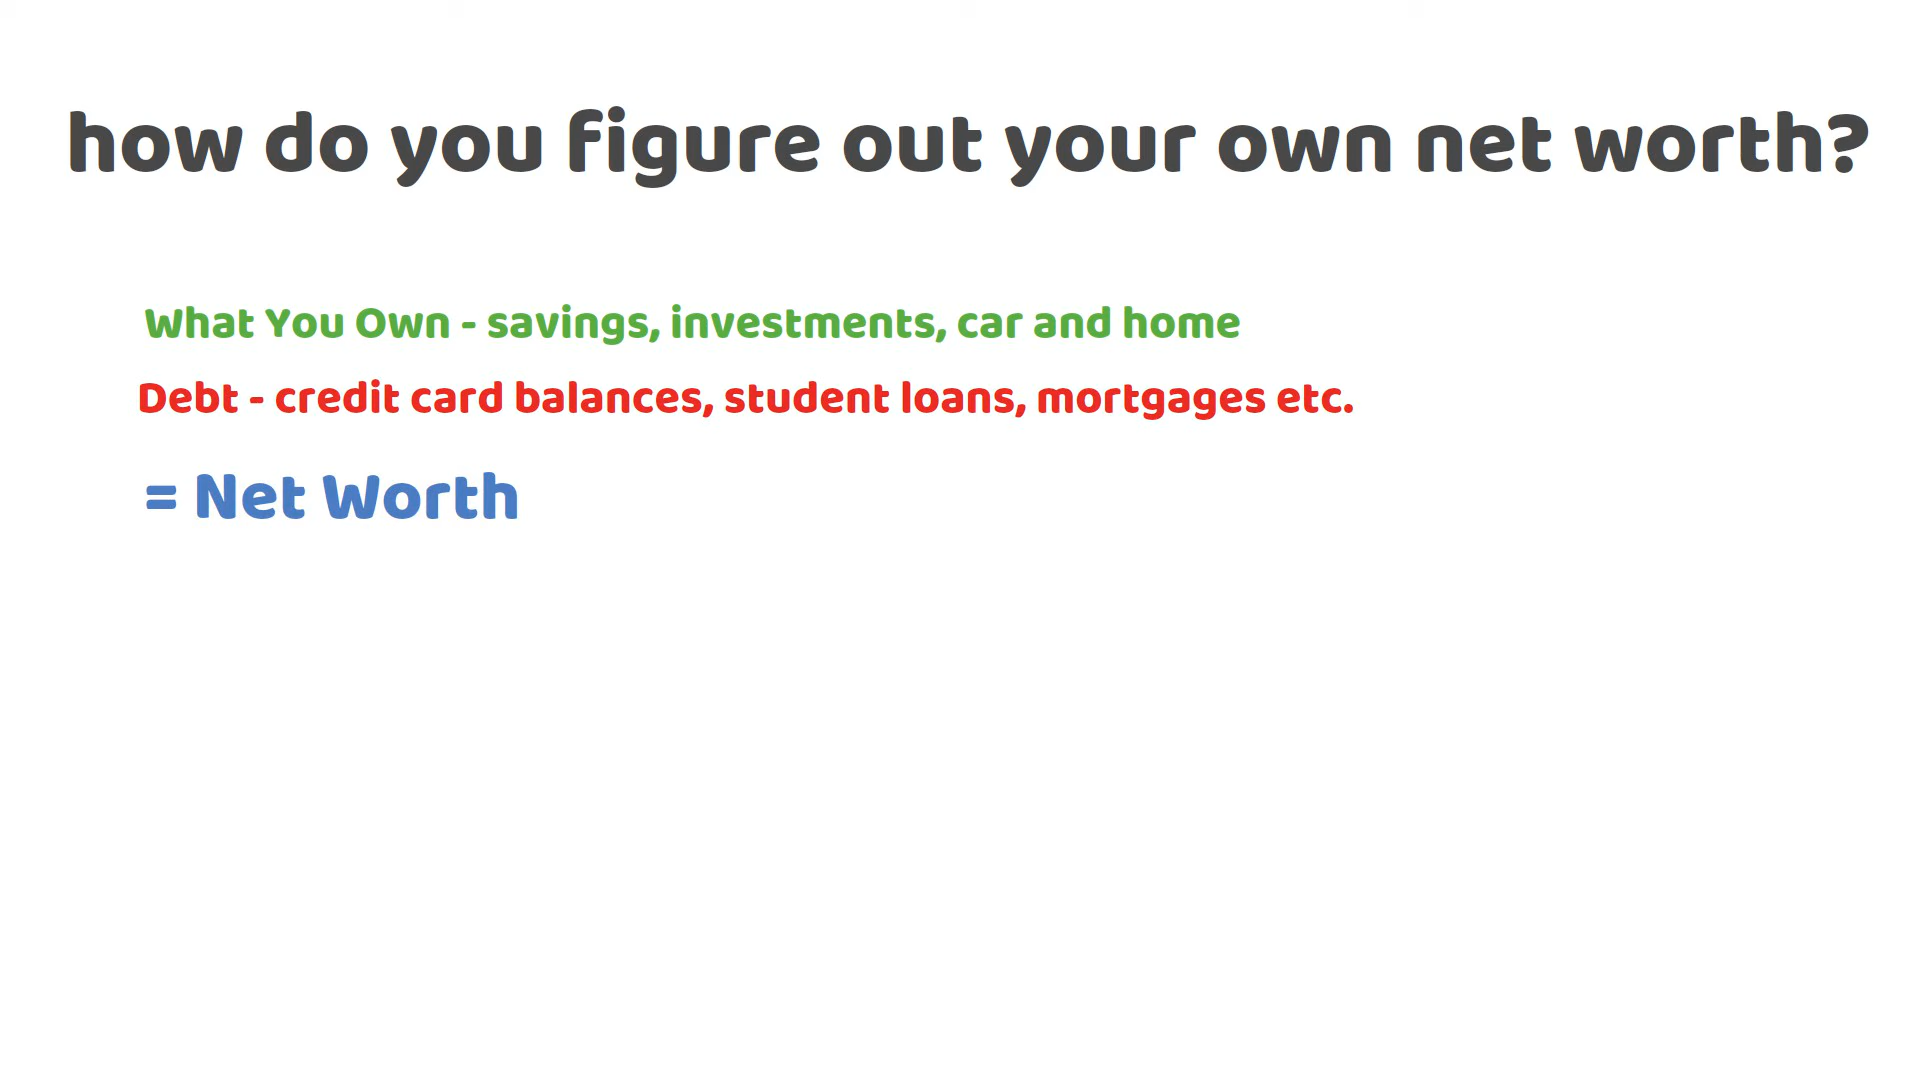 how do you figure out your own net worth?
What You Own - savings, investments, car and home
Debt - credit card balances, student loans, mortgages etc.
= Net Worth